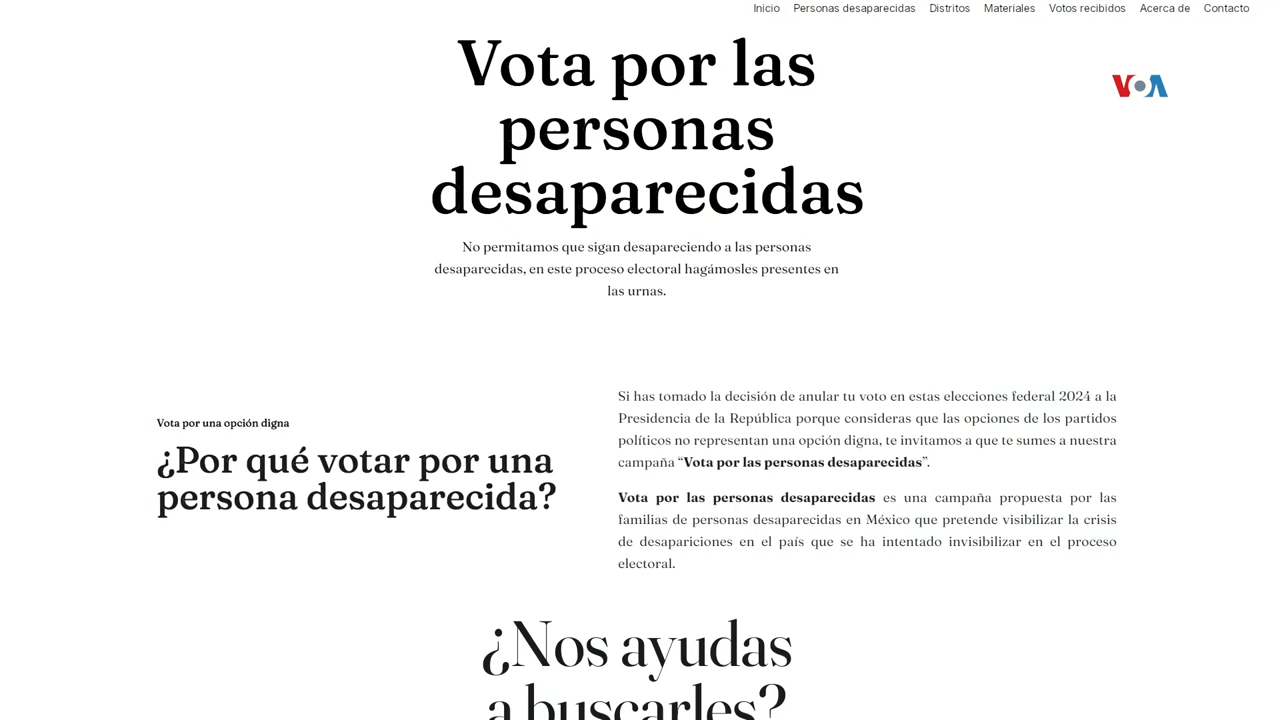 Inicio Personas desaparecidas Distritos Materiales Votos recibidos Acerca de Contacto
Vota por las
personas
desaparecidas
VOA
No permitamos que sigan desapareciendo a las personas
desaparecidas, en este proceso electoral hagámosles presentes en
las urnas.
Vota por una opción digna
¿Por qué votar por una
persona desaparecida?
Si has tomado la decisión de anular tu voto en estas elecciones federal 2024 a la
Presidencia de la República porque consideras que las opciones de los partidos
políticos no representan una opción digna, te invitamos a que te sumes a nuestra
campaña “Vota por las personas desaparecidas”.
Vota por las personas desaparecidas es una campaña propuesta por las
familias de personas desaparecidas en México que pretende visibilizar la crisis
de desapariciones en el país que se ha intentado invisibilizar en el proceso
electoral.
¿Nos ayudas
a buscarles?